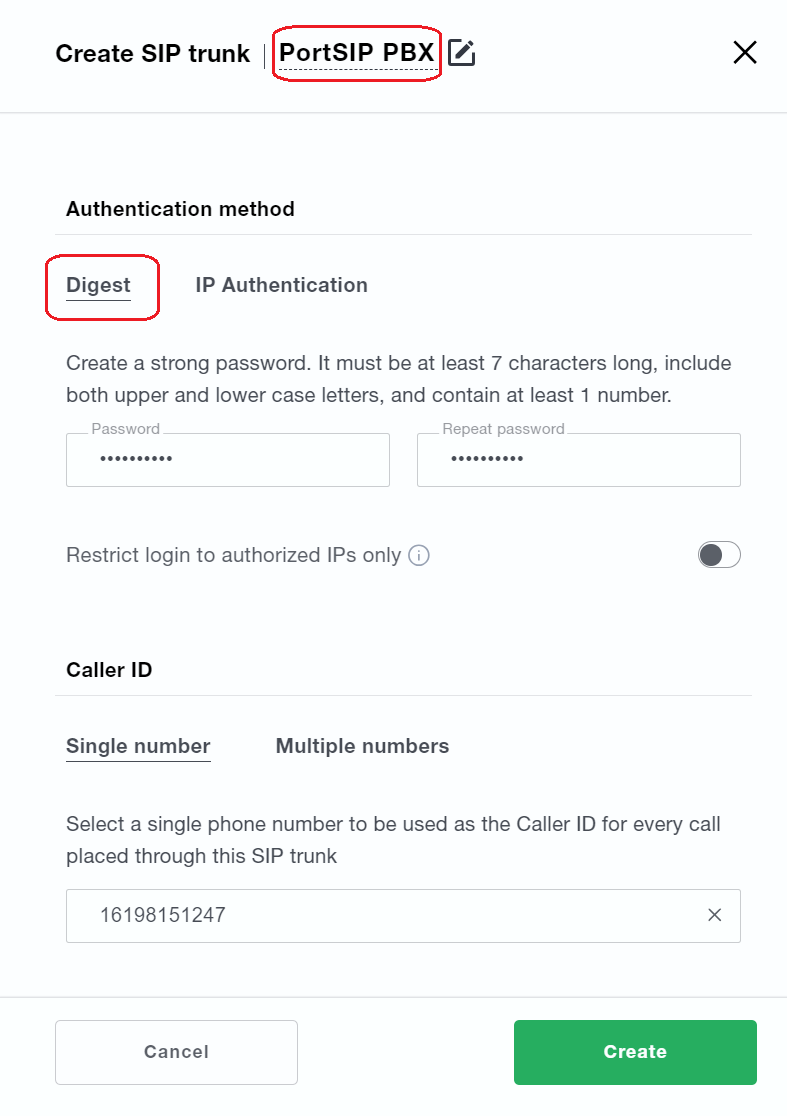 Create SIP trunk | PortSIP PBX
Authentication method
Digest IP Authentication
Create a strong password. It must be at least 7 characters long, include
both upper and lower case letters, and contain at least 1 number.
Password Repeat password
•••••••••• ••••••••••
Restrict login to authorized IPs only
Caller ID
Single number Multiple numbers
Select a single phone number to be used as the Caller ID for every call
placed through this SIP trunk
16198151247
Cancel Create